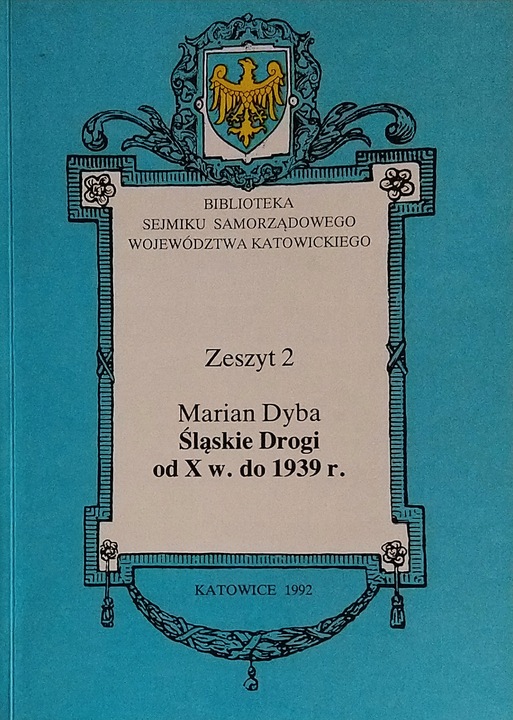 BIBLIOTEKA
SEJMIKU SAMORZĄDOWEGO
WOJEWÓDZTWA KATOWICKIEGO
Zeszyt 2
Marian Dyba
Śląskie Drogi
od X w. do 1939 r.
KATOWICE 1992